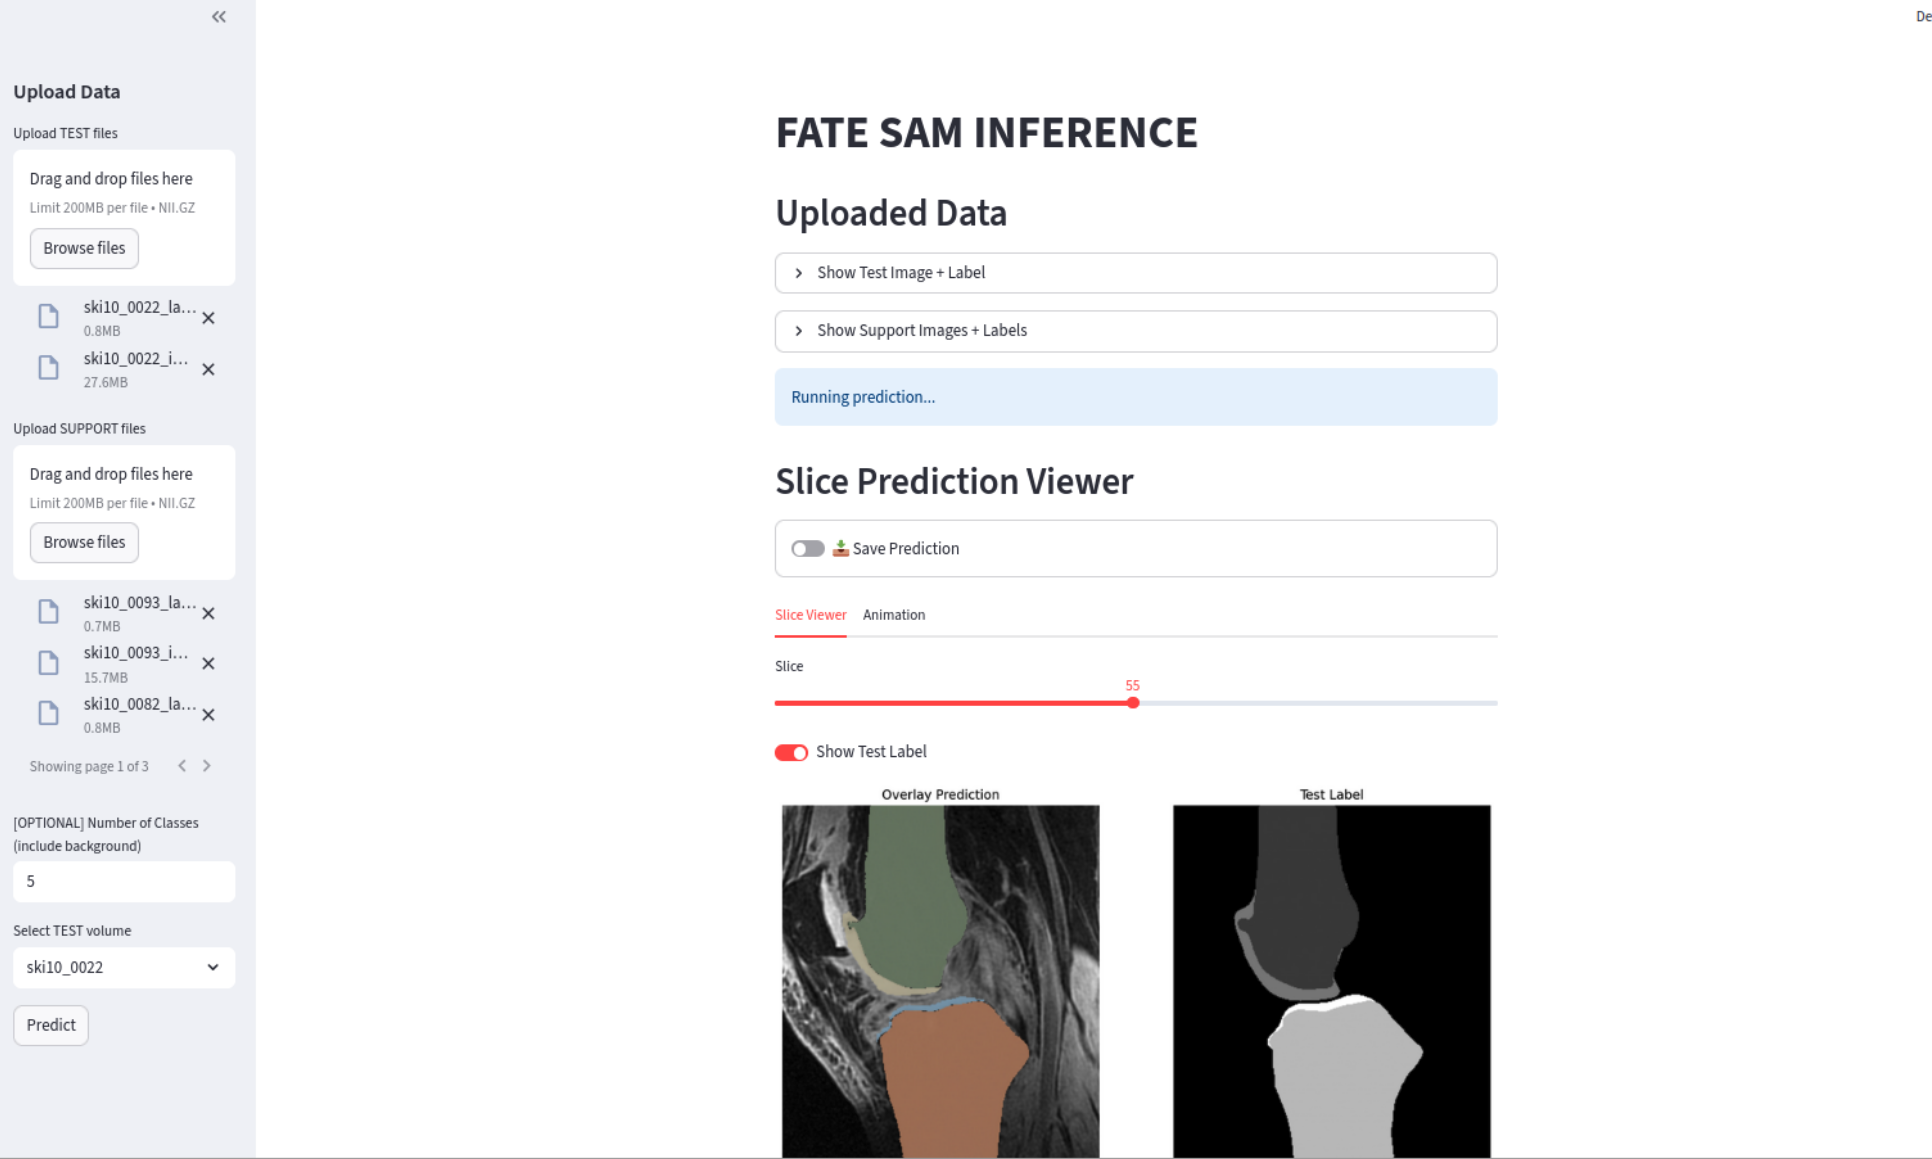 De
Upload Data
Upload TEST files
Drag and drop files here
Limit 200MB per file • NII.GZ
Browse files
ski10_0022_la...
0.8MB
ski10_0022_i...
27.6MB
Upload SUPPORT files
Drag and drop files here
Limit 200MB per file • NII.GZ
Browse files
ski10_0093_la...
0.7MB
ski10_0093_i...
15.7MB
ski10_0082_la...
0.8MB
Showing page 1 of 3
[OPTIONAL] Number of Classes
(include background)
5
Select TEST volume
ski10_0022
Predict
FATE SAM INFERENCE
Uploaded Data
Show Test Image + Label
Show Support Images + Labels
Running prediction...
Slice Prediction Viewer
Save Prediction
Slice Viewer Animation
Slice
55
Show Test Label
Overlay Prediction
Test Label